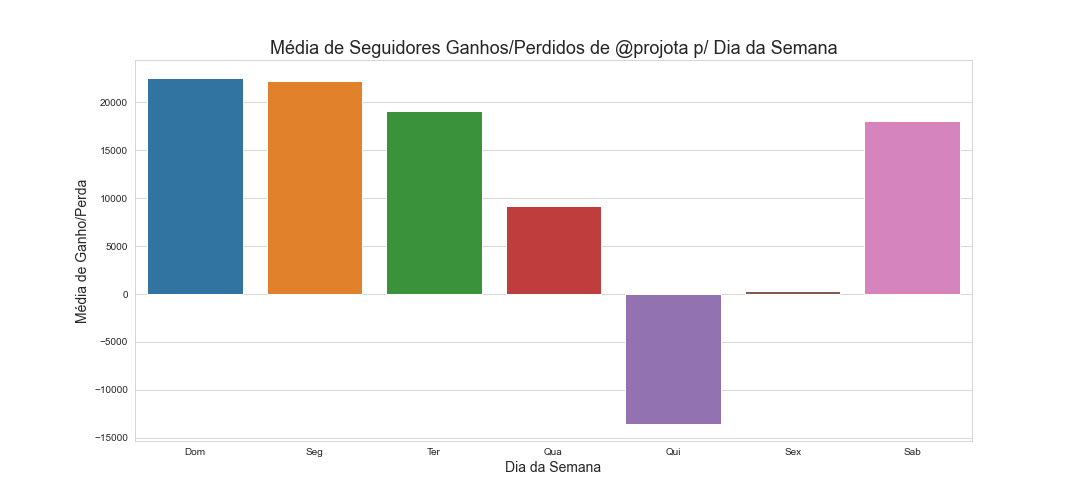 Média de Seguidores Ganhos/Perdidos de @projota p/ Dia da Semana
Média de Ganho/Perda
20000
15000
10000
5000
0
−5000
−10000
−15000
Dom Seg Ter Qua Qui Sex Sab
Dia da Semana